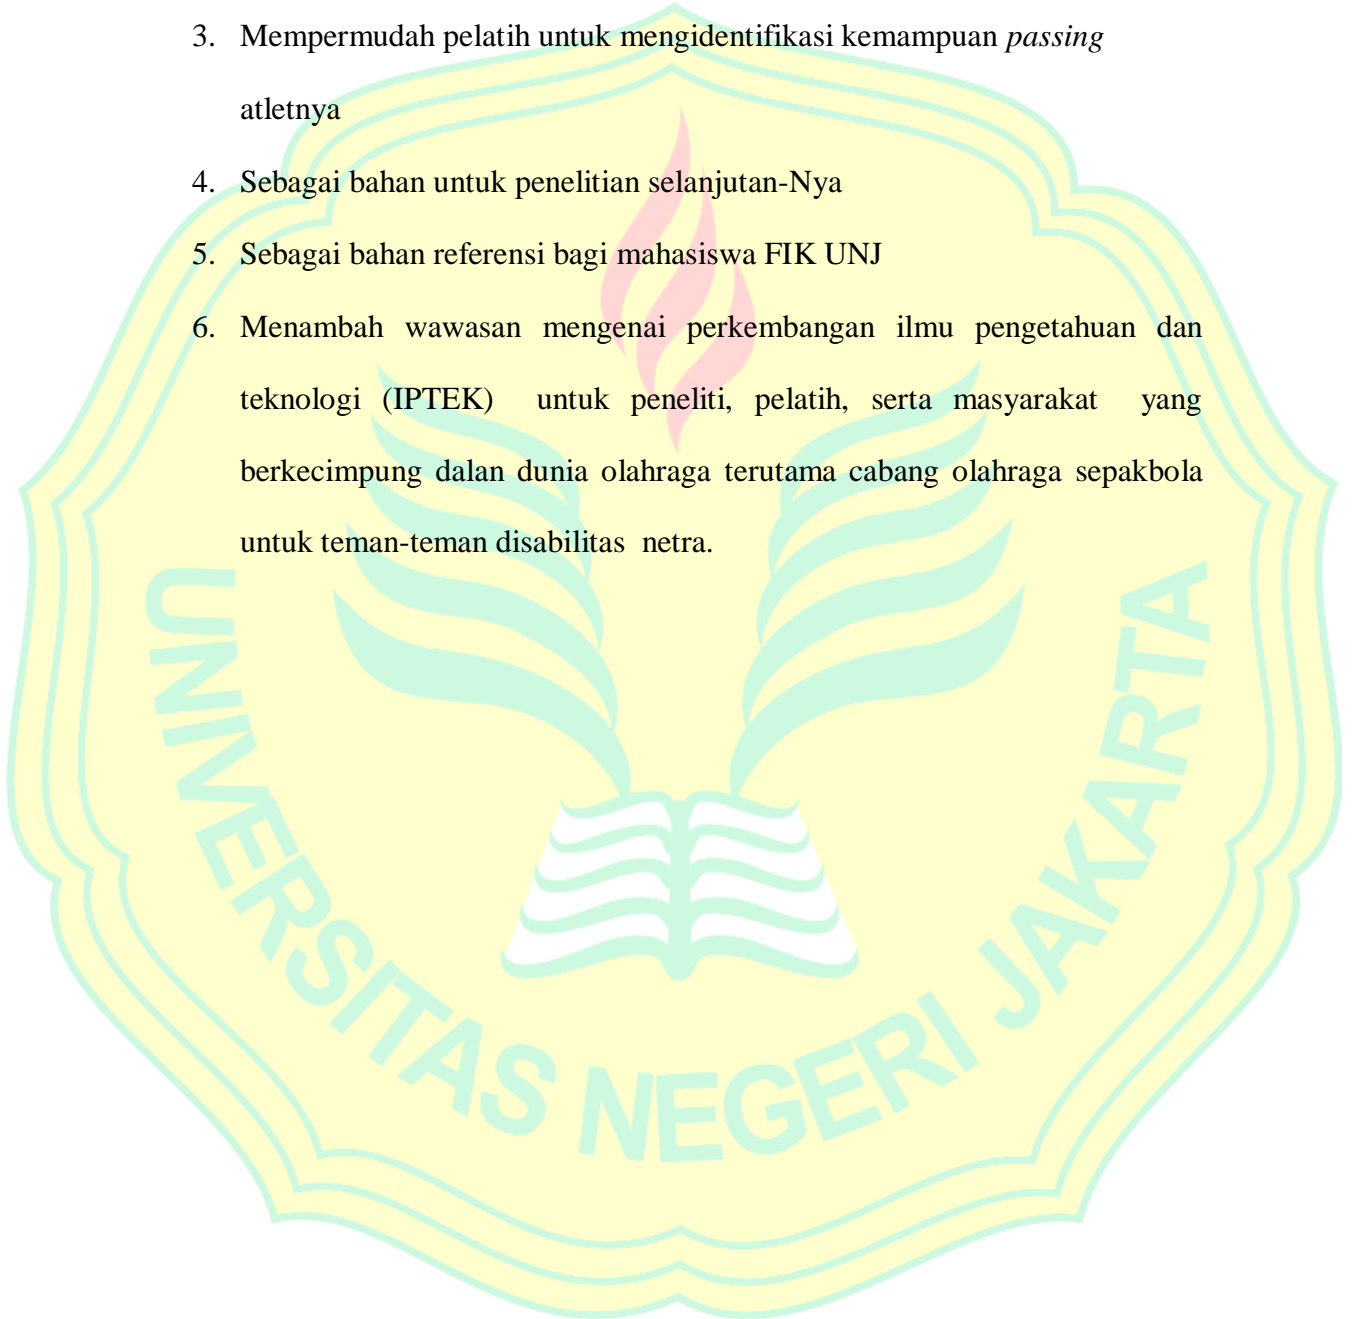 3. Mempermudah pelatih untuk mengidentifikasi kemampuan passing
atletnya
4. Sebagai bahan untuk penelitian selanjutan-Nya
5. Sebagai bahan referensi bagi mahasiswa FIK UNJ
6. Menambah wawasan mengenai perkembangan ilmu pengetahuan dan
teknologi (IPTEK) untuk peneliti, pelatih, serta masyarakat yang
berkecimpung dalan dunia olahraga terutama cabang olahraga sepakbola
untuk teman-teman disabilitas netra.
UNIVERSITAS NEGERI JAKARTA